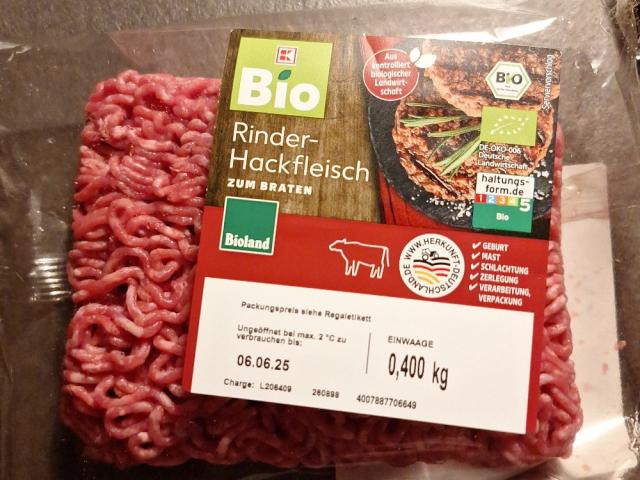 K
Bio
Rinder-
Hackfleisch
ZUM BRATEN
Aus
kontrolliert
biologischer
Landwirt-
schaft
BIO
Serviervorschlag
DE-ÖKO-006
Deutsche
Landwirtschaft
haltungs-
form.de
1 2 3 4 5
Bio
Bioland
WWW.HERKUNFT-DEUTSCHLAND.DE
✔ GEBURT
✔ MAST
✔ SCHLACHTUNG
✔ ZERLEGUNG
✔ VERARBEITUNG,
VERPACKUNG
Packungspreis siehe Regaletikett
Ungeöffnet bei max. 2 °C zu
verbrauchen bis:
06.06.25
EINWAAGE
0,400 kg
Charge: L206409 260898 4007887706649